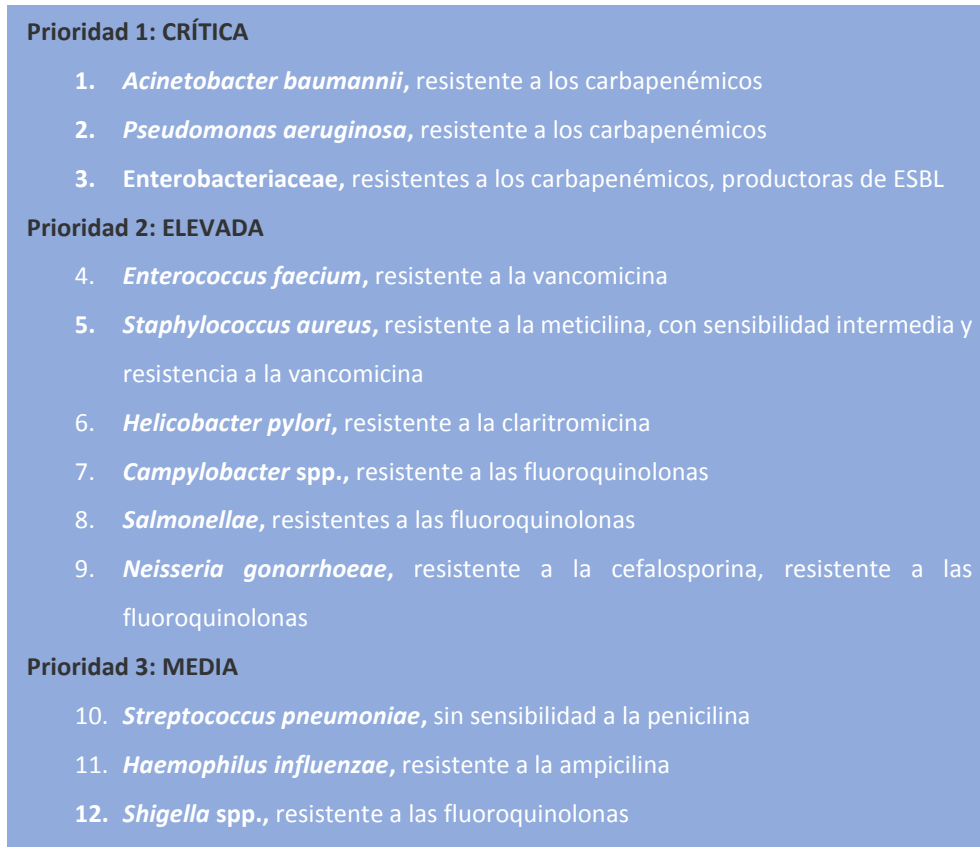 Prioridad 1: CRÍTICA
1. Acinetobacter baumannii, resistente a los carbapenémicos
2. Pseudomonas aeruginosa, resistente a los carbapenémicos
3. Enterobacteriaceae, resistentes a los carbapenémicos, productoras de ESBL
Prioridad 2: ELEVADA
4. Enterococcus faecium, resistente a la vancomicina
5. Staphylococcus aureus, resistente a la meticilina, con sensibilidad intermedia y
resistencia a la vancomicina
6. Helicobacter pylori, resistente a la claritromicina
7. Campylobacter spp., resistente a las fluoroquinolonas
8. Salmonellae, resistentes a las fluoroquinolonas
9. Neisseria gonorrhoeae, resistente a la cefalosporina, resistente a las
fluoroquinolonas
Prioridad 3: MEDIA
10. Streptococcus pneumoniae, sin sensibilidad a la penicilina
11. Haemophilus influenzae, resistente a la ampicilina
12. Shigella spp., resistente a las fluoroquinolonas